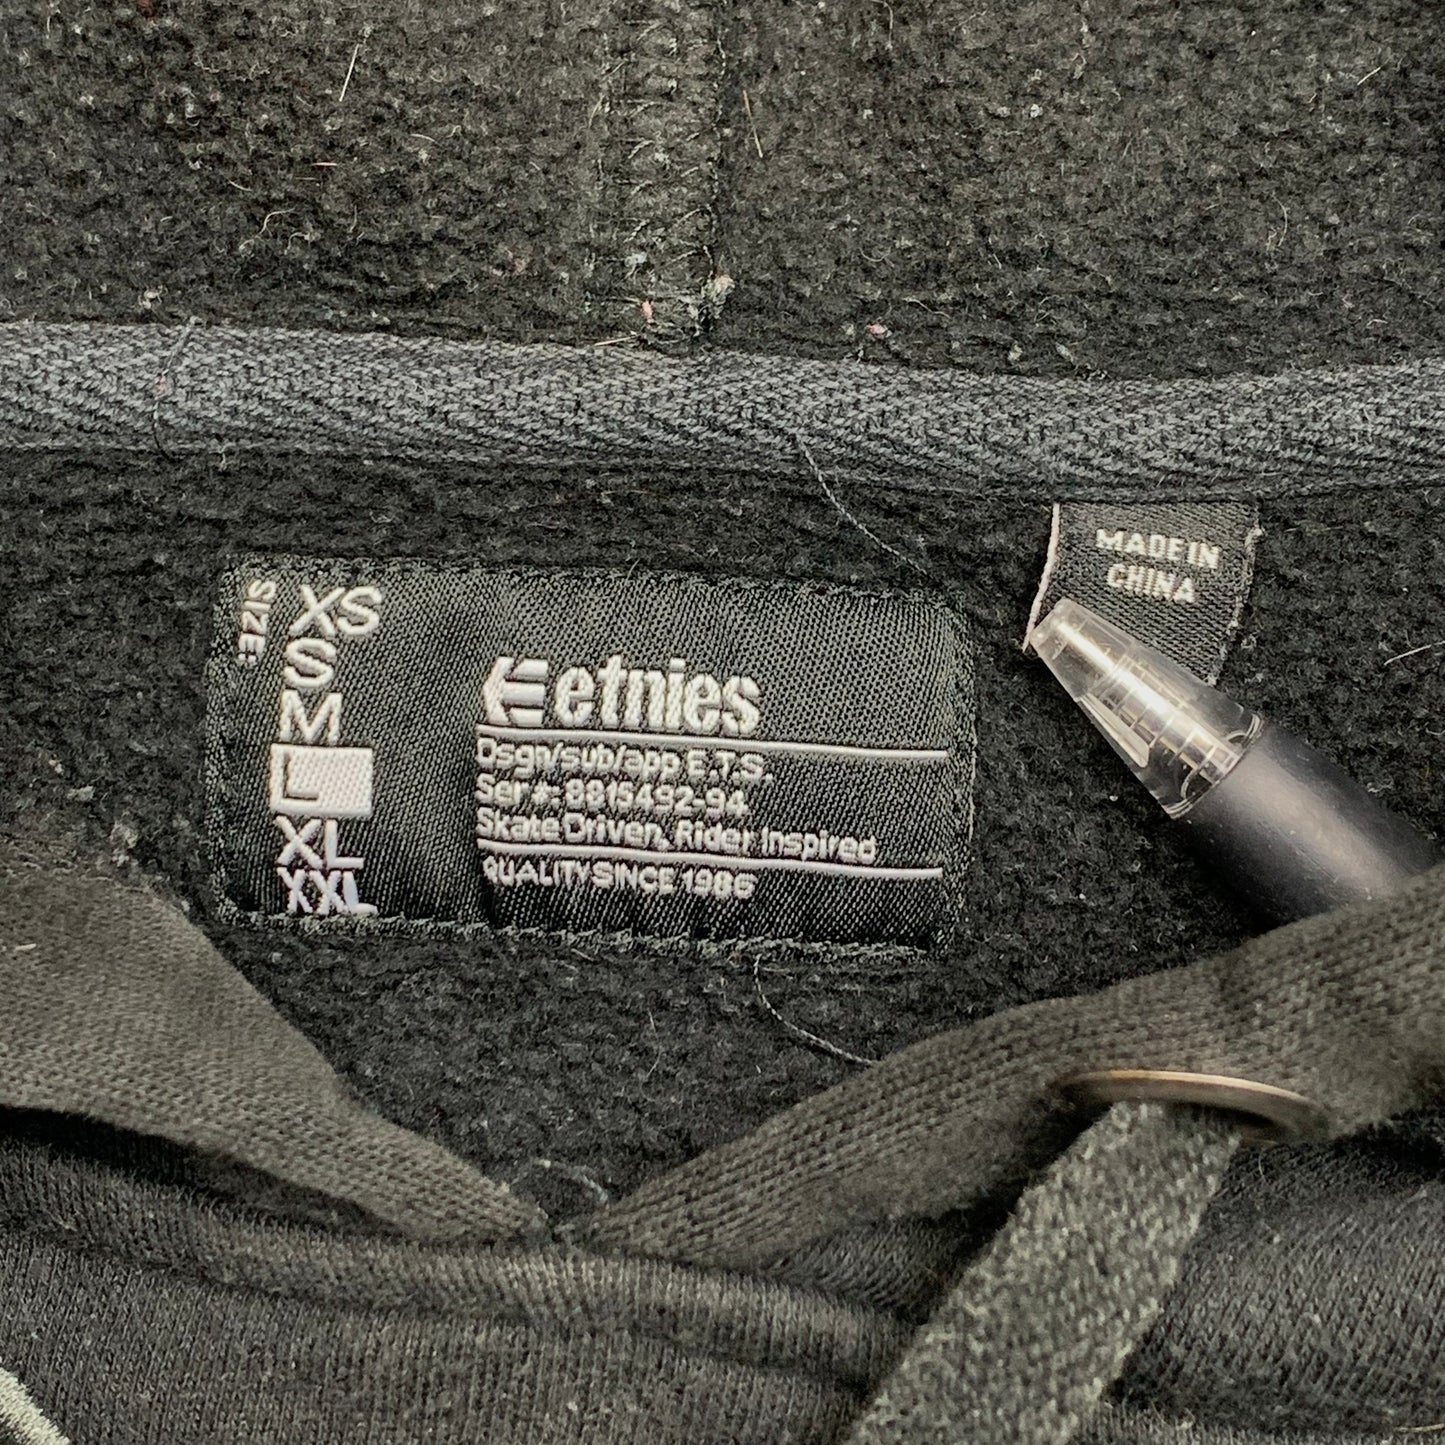 SIZE:
XS
S
M
L
XL
XXL
etnies
Dsgn/sub/app E.T.S.
Ser #: 8815492-94
Skate Driven, Rider Inspired
QUALITY SINCE 1986
MADE IN
CHINA